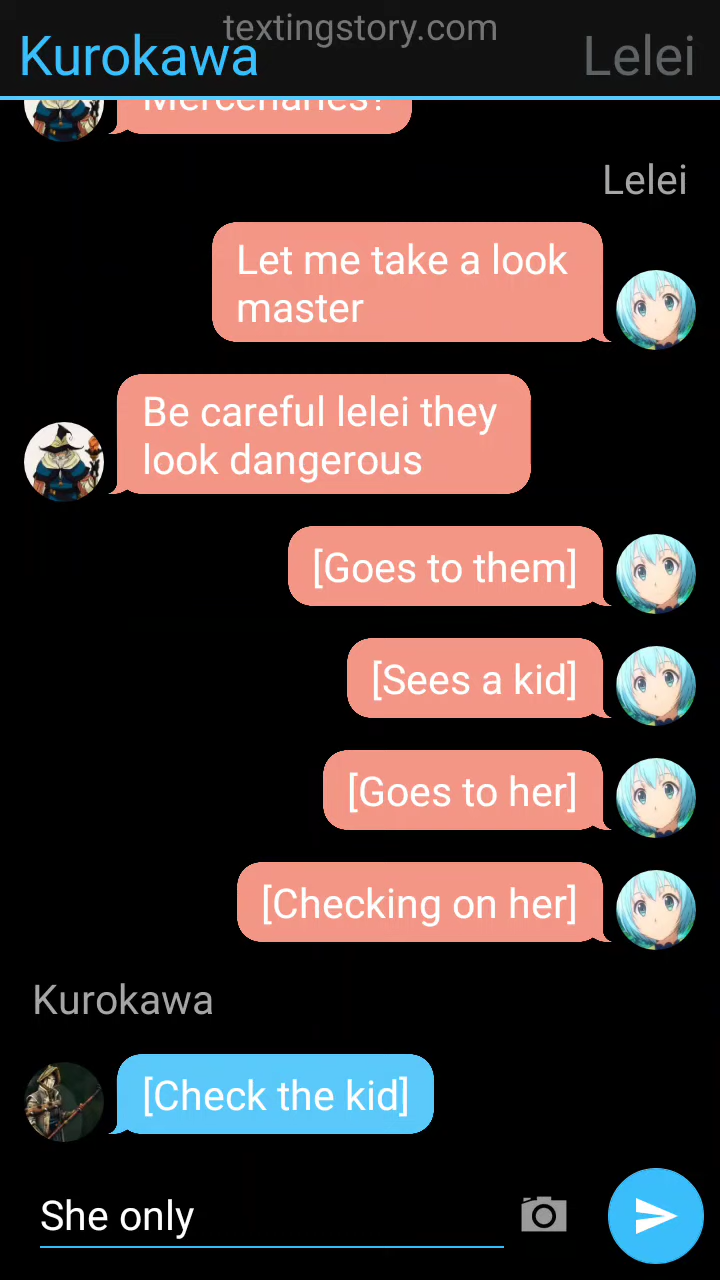 textingstory.com
Kurokawa
Lelei
Mercenaries?
Lelei
Let me take a look
master
Be careful lelei they
look dangerous
[Goes to them]
[Sees a kid]
[Goes to her]
[Checking on her]
Kurokawa
[Check the kid]
She only